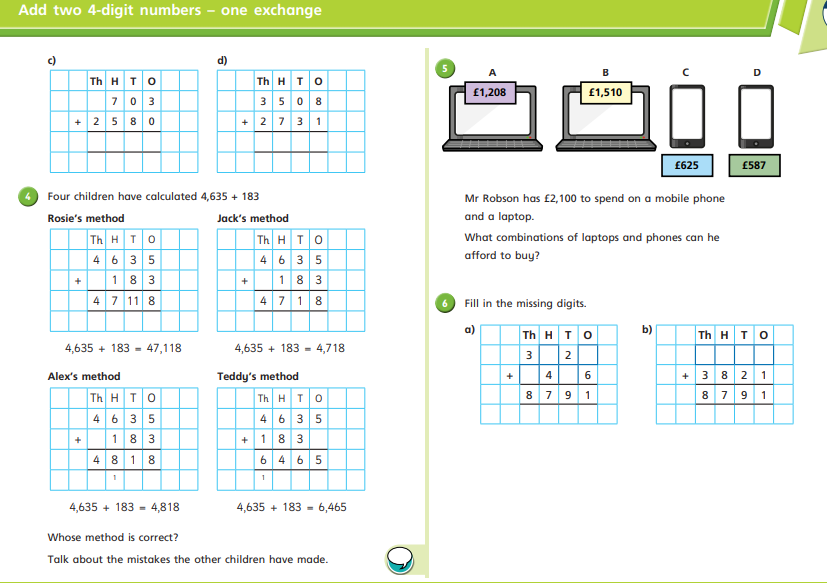 Add two 4-digit numbers – one exchange
c)
Th H T O
7 0 3
+ 2 5 8 0
d)
Th H T O
3 5 0 8
+ 2 7 3 1
4 Four children have calculated 4,635 + 183
Rosie's method
Th H T O
4 6 3 5
+ 1 8 3
4 7 11 8
4,635 + 183 = 47,118
Jack's method
Th H T O
4 6 3 5
+ 1 8 3
4 7 1 8
4,635 + 183 = 4,718
Alex's method
Th H T O
4 6 3 5
+ 1 8 3
4 8 1 8
1
4,635 + 183 = 4,818
Teddy's method
Th H T O
4 6 3 5
+ 1 8 3
6 4 6 5
1
4,635 + 183 = 6,465
Whose method is correct?
Talk about the mistakes the other children have made.
5
A B C D
£1,208 £1,510
£625 £587
Mr Robson has £2,100 to spend on a mobile phone
and a laptop.
What combinations of laptops and phones can he
afford to buy?
6 Fill in the missing digits.
a)
Th H T O
3 2
+ 4 6
8 7 9 1
b)
Th H T O
+ 3 8 2 1
8 7 9 1